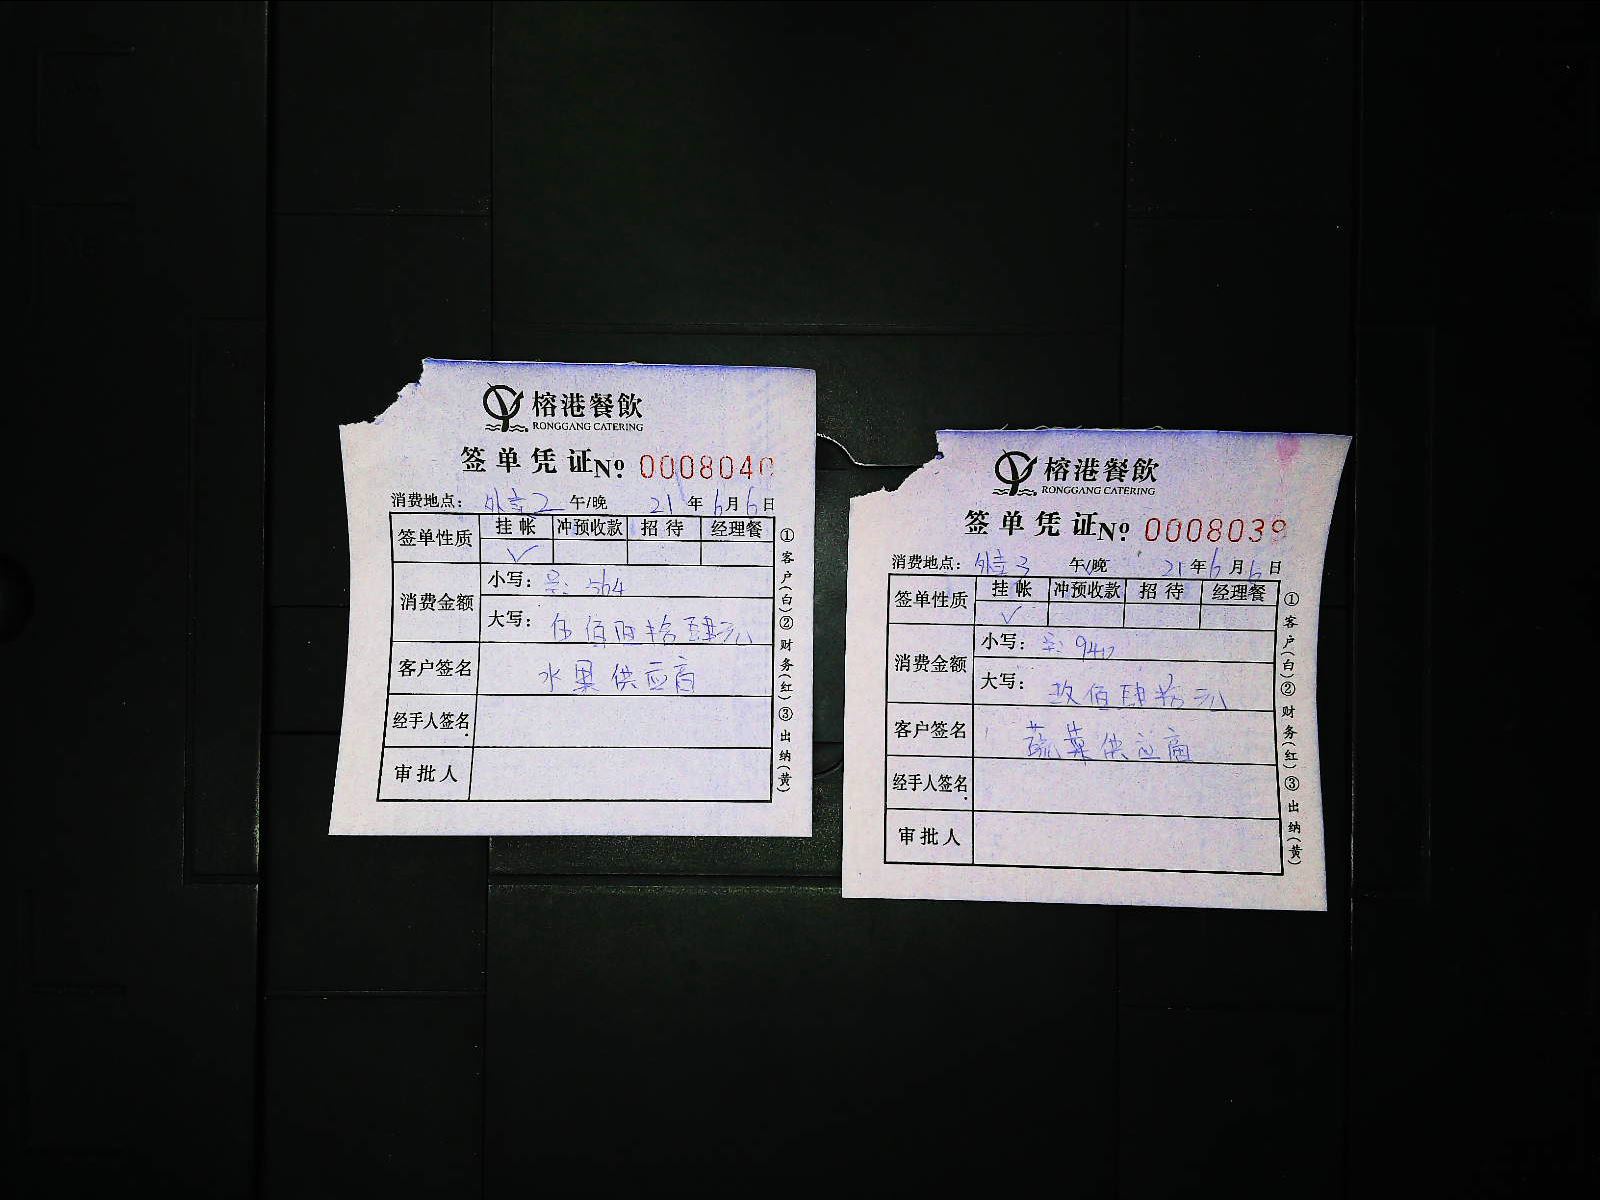 榕港餐飲
RONGGANG CATERING
签单凭证№ 0008040
消费地点: 外卖2 午/晚 21年6月6日
签单性质 挂帐 冲预收款 招待 经理餐
✓
消费金额 小写: 564
大写: 伍佰陆拾肆元
客户签名 水果供应商
经手人签名
审批人
①客户(白)②财务(红)③出纳(黄)
榕港餐飲
RONGGANG CATERING
签单凭证№ 0008039
消费地点: 外卖3 午/晚 21年6月6日
签单性质 挂帐 冲预收款 招待 经理餐
✓
消费金额 小写: 940
大写: 玖佰肆拾元
客户签名 蔬菜供应商
经手人签名
审批人
①客户(白)②财务(红)③出纳(黄)